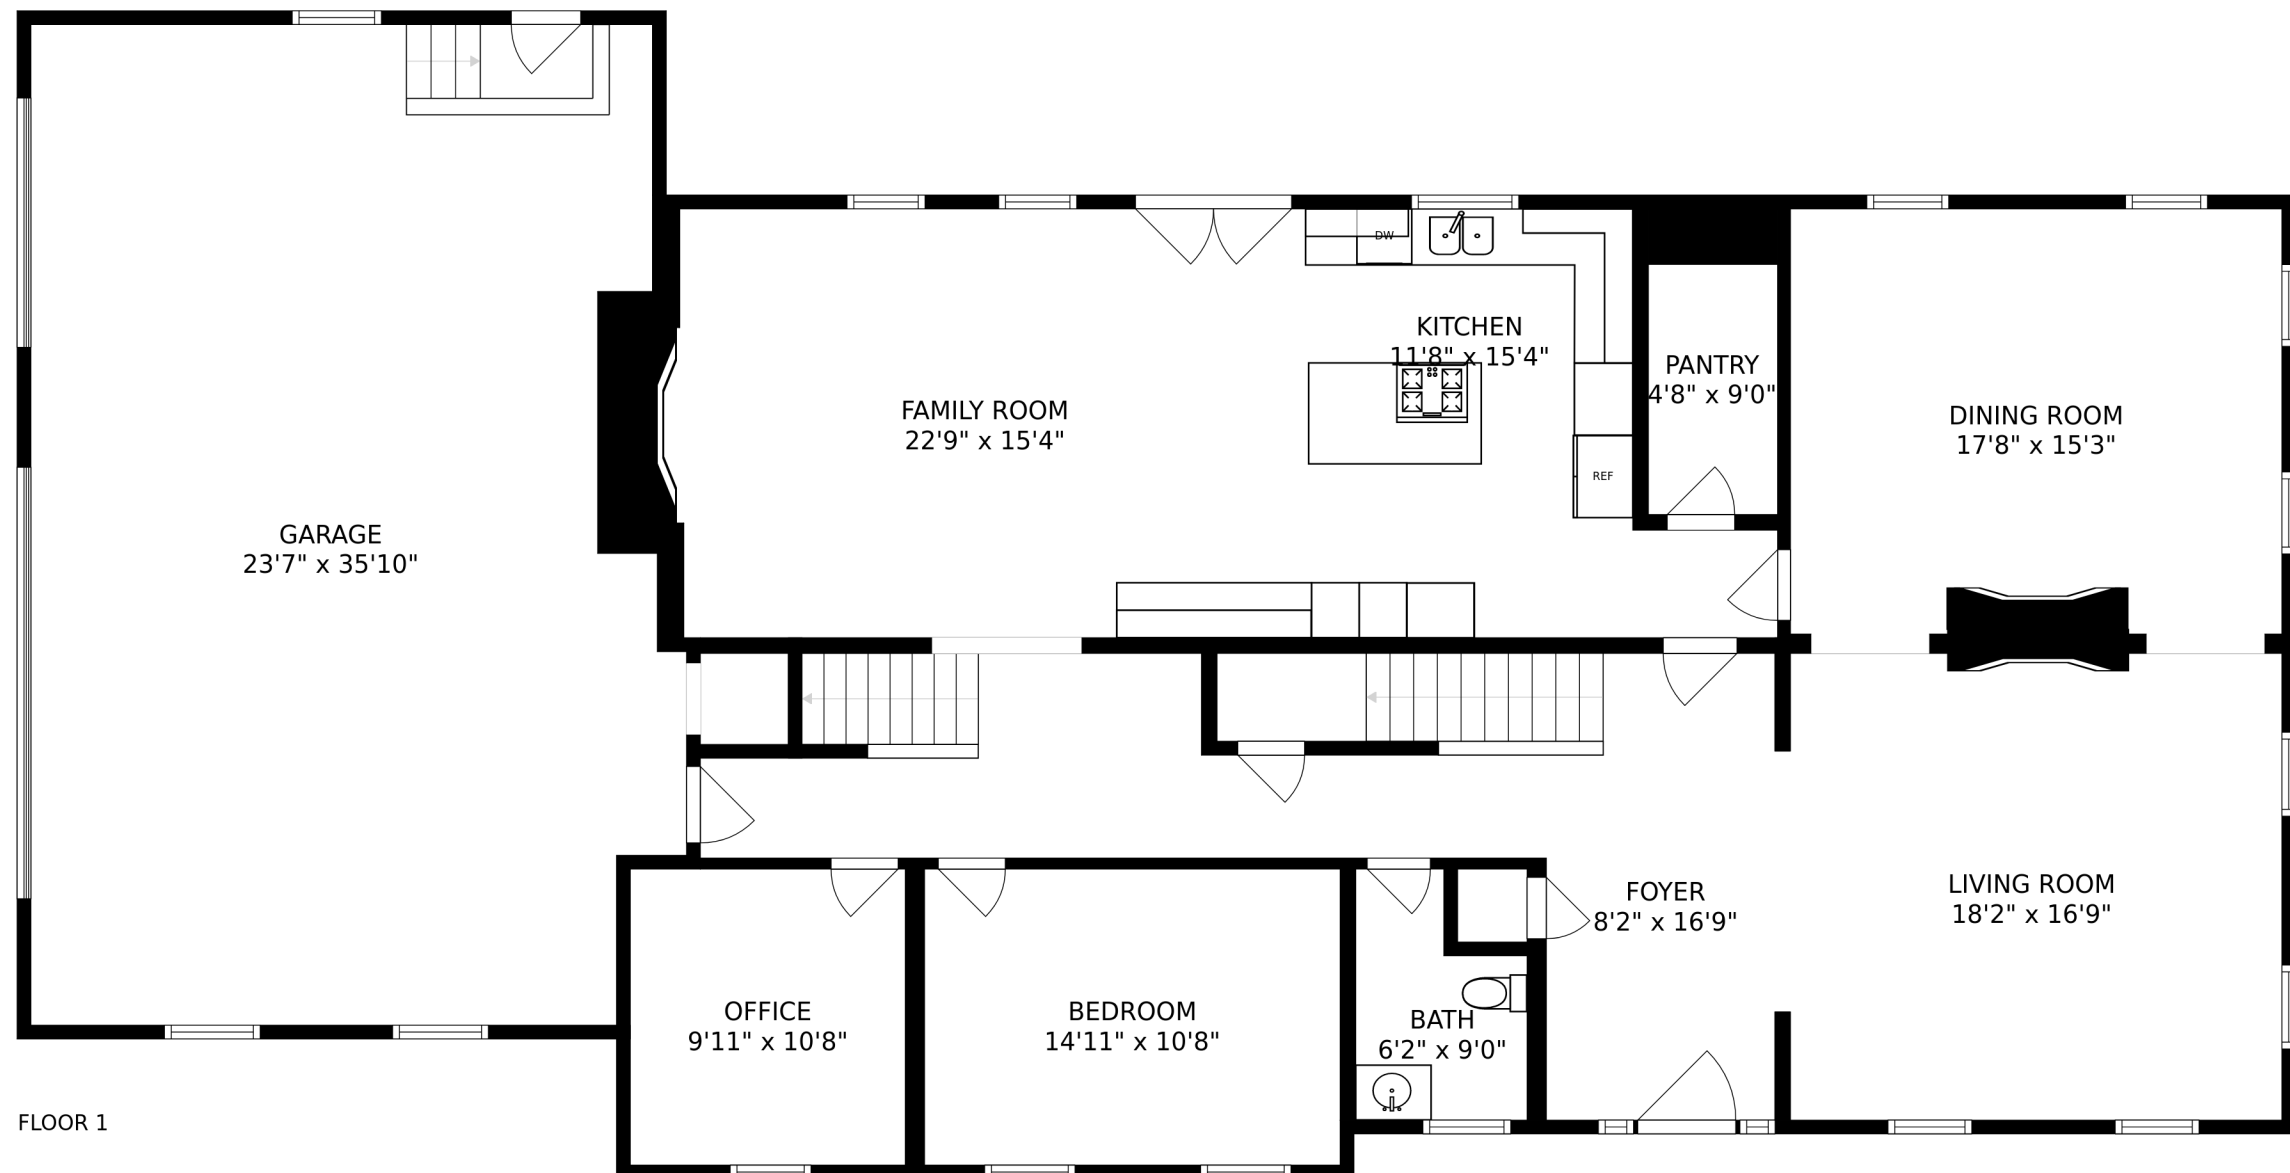 DW
KITCHEN
11'8" x 15'4"
PANTRY
4'8" x 9'0"
FAMILY ROOM
22'9" x 15'4"
DINING ROOM
17'8" x 15'3"
REF
GARAGE
23'7" x 35'10"
LIVING ROOM
18'2" x 16'9"
FOYER
8'2" x 16'9"
OFFICE
9'11" x 10'8"
BEDROOM
14'11" x 10'8"
BATH
6'2" x 9'0"
FLOOR 1